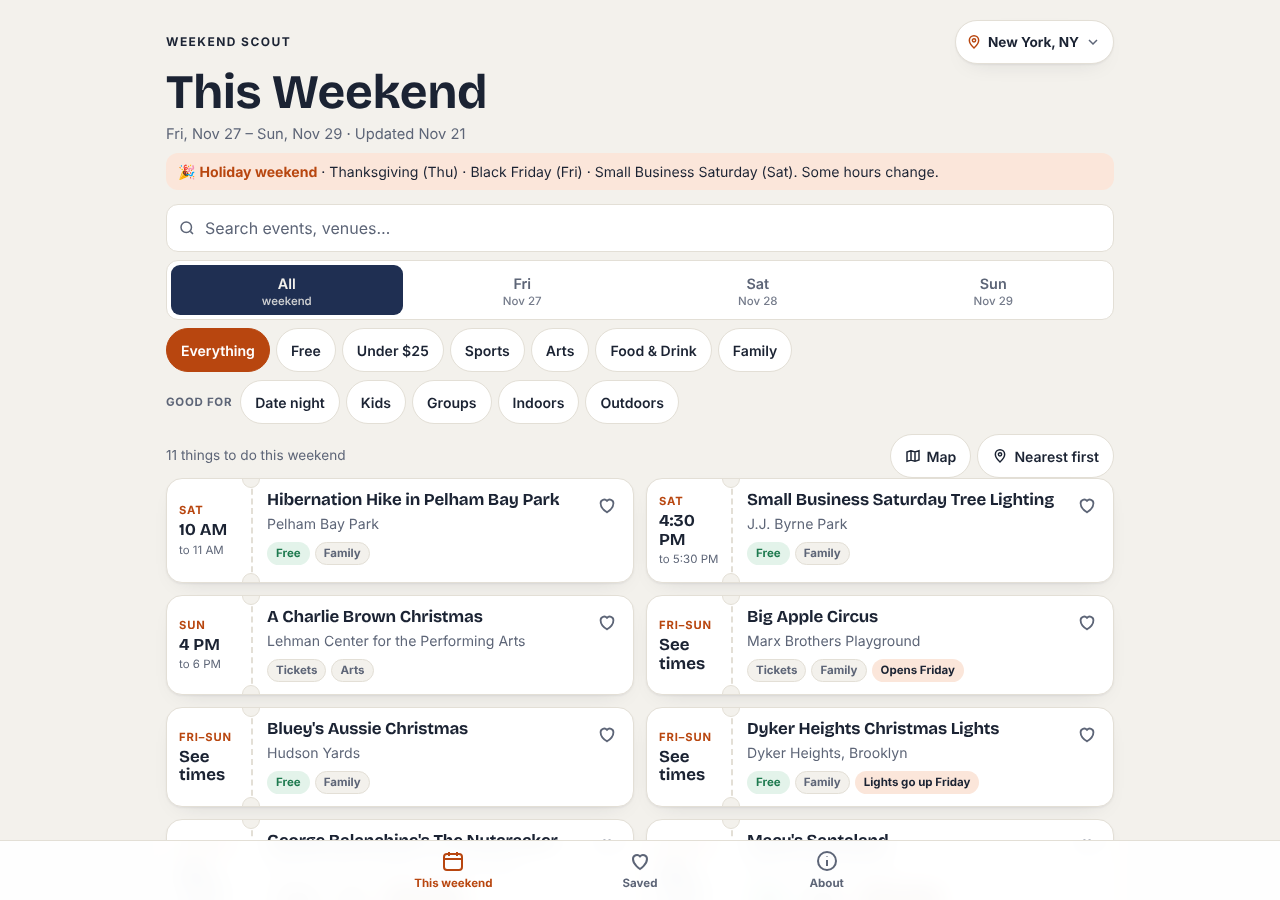 WEEKEND SCOUT
New York, NY
This Weekend
Fri, Nov 27 – Sun, Nov 29 · Updated Nov 21
🎉 Holiday weekend · Thanksgiving (Thu) · Black Friday (Fri) · Small Business Saturday (Sat). Some hours change.
Search events, venues...
All
weekend
Fri
Nov 27
Sat
Nov 28
Sun
Nov 29
Everything
Free
Under $25
Sports
Arts
Food & Drink
Family
GOOD FOR
Date night
Kids
Groups
Indoors
Outdoors
11 things to do this weekend
Map
Nearest first
SAT
10 AM
to 11 AM
Hibernation Hike in Pelham Bay Park
Pelham Bay Park
Free
Family
SAT
4:30
PM
to 5:30 PM
Small Business Saturday Tree Lighting
J.J. Byrne Park
Free
Family
SUN
4 PM
to 6 PM
A Charlie Brown Christmas
Lehman Center for the Performing Arts
Tickets
Arts
FRI–SUN
See
times
Big Apple Circus
Marx Brothers Playground
Tickets
Family
Opens Friday
FRI–SUN
See
times
Bluey's Aussie Christmas
Hudson Yards
Free
Family
FRI–SUN
See
times
Dyker Heights Christmas Lights
Dyker Heights, Brooklyn
Free
Family
Lights go up Friday
George Balanchine's The Nutcracker
Macy's Santaland
This weekend
Saved
About